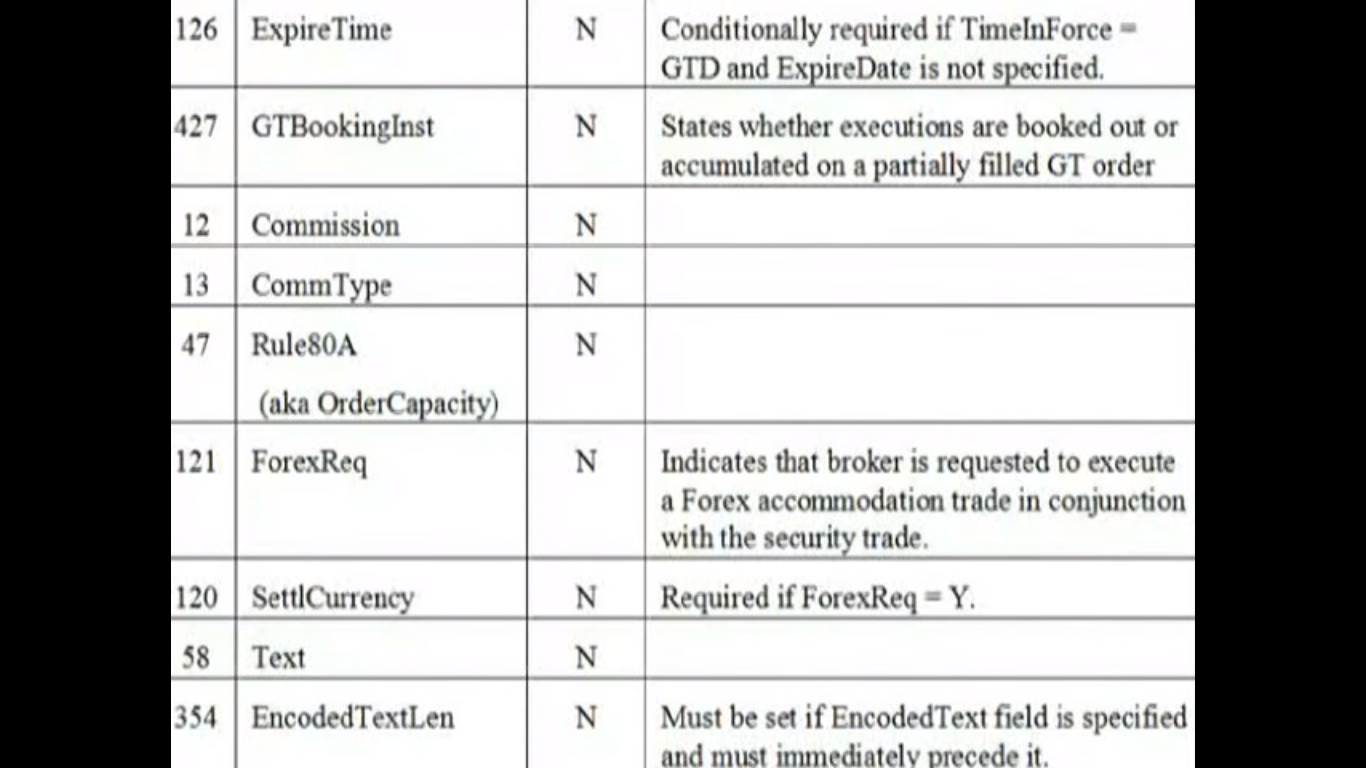 126 ExpireTime N Conditionally required if TimeInForce =
GTD and ExpireDate is not specified.
427 GTBookingInst N States whether executions are booked out or
accumulated on a partially filled GT order
12 Commission N
13 CommType N
47 Rule80A N
(aka OrderCapacity)
121 ForexReq N Indicates that broker is requested to execute
a Forex accommodation trade in conjunction
with the security trade.
120 SettlCurrency N Required if ForexReq = Y.
58 Text N
354 EncodedTextLen N Must be set if EncodedText field is specified
and must immediately precede it.